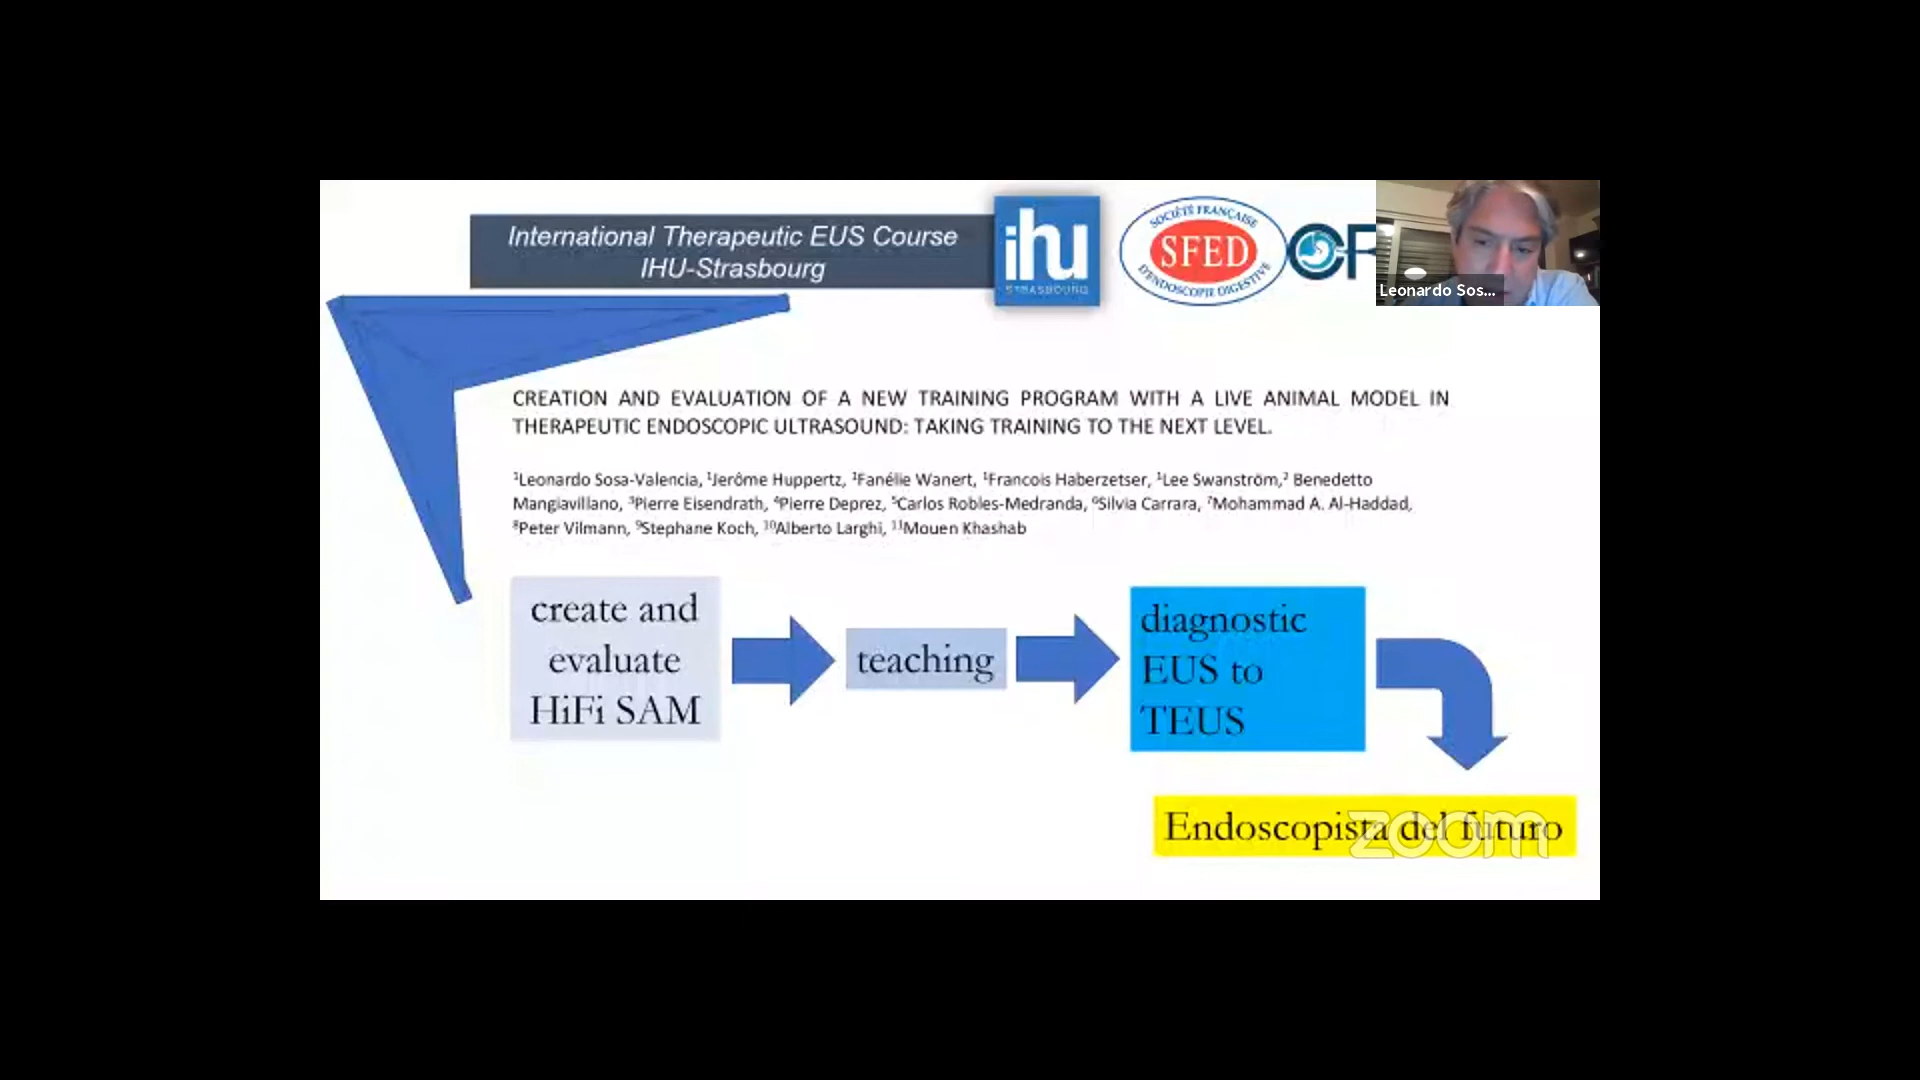 International Therapeutic EUS Course
IHU-Strasbourg
ihu
STRASBOURG
SOCIÉTÉ FRANÇAISE
SFED
D'ENDOSCOPIE DIGESTIVE
Leonardo Sos...
CREATION AND EVALUATION OF A NEW TRAINING PROGRAM WITH A LIVE ANIMAL MODEL IN
THERAPEUTIC ENDOSCOPIC ULTRASOUND: TAKING TRAINING TO THE NEXT LEVEL.
¹Leonardo Sosa-Valencia, ¹Jerôme Huppertz, ¹Fanélie Wanert, ¹Francois Haberzetser, ¹Lee Swanström,² Benedetto
Mangiavillano, ³Pierre Eisendrath, ⁴Pierre Deprez, ⁵Carlos Robles-Medranda, ⁶Silvia Carrara, ⁷Mohammad A. Al-Haddad,
⁸Peter Vilmann, ⁹Stephane Koch, ¹⁰Alberto Larghi, ¹¹Mouen Khashab
create and
evaluate
HiFi SAM
teaching
diagnostic
EUS to
TEUS
Endoscopista del futuro
zoom